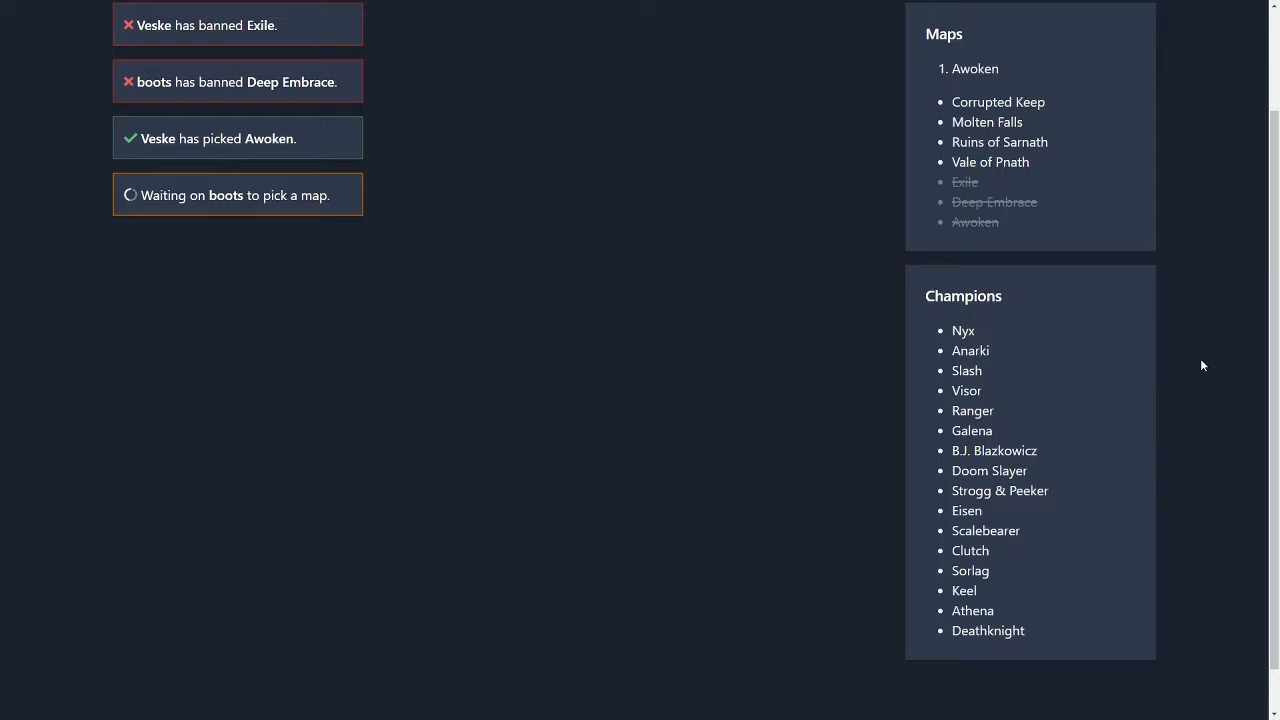 Veske has banned Exile.
boots has banned Deep Embrace.
Veske has picked Awoken.
Waiting on boots to pick a map.
Maps
1. Awoken
Corrupted Keep
Molten Falls
Ruins of Sarnath
Vale of Pnath
Exile
Deep Embrace
Awoken
Champions
Nyx
Anarki
Slash
Visor
Ranger
Galena
B.J. Blazkowicz
Doom Slayer
Strogg & Peeker
Eisen
Scalebearer
Clutch
Sorlag
Keel
Athena
Deathknight